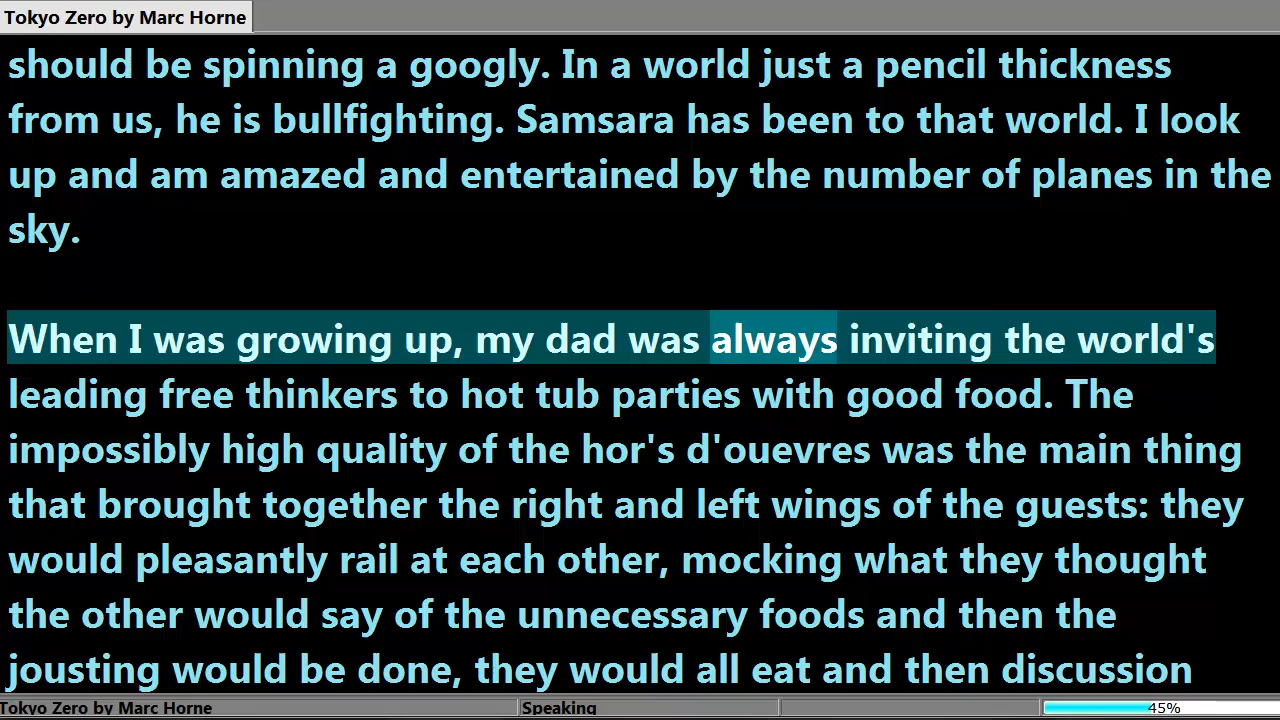 Tokyo Zero by Marc Horne
should be spinning a googly. In a world just a pencil thickness
from us, he is bullfighting. Samsara has been to that world. I look
up and am amazed and entertained by the number of planes in the
sky.
When I was growing up, my dad was always inviting the world's
leading free thinkers to hot tub parties with good food. The
impossibly high quality of the hor's d'ouevres was the main thing
that brought together the right and left wings of the guests: they
would pleasantly rail at each other, mocking what they thought
the other would say of the unnecessary foods and then the
jousting would be done, they would all eat and then discussion
Tokyo Zero by Marc Horne Speaking 45%